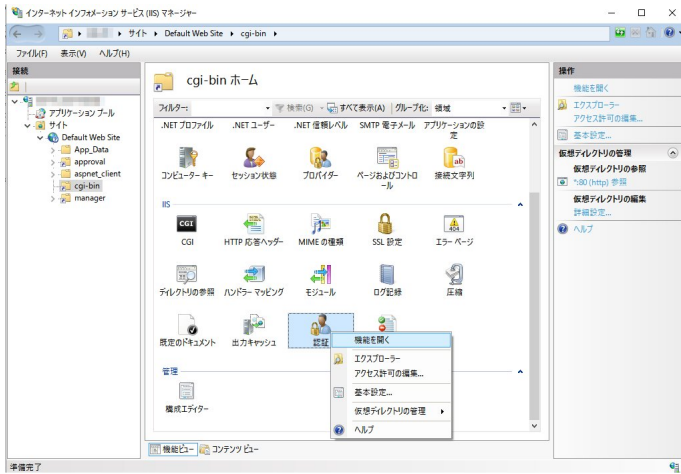 インターネット インフォメーション サービス (IIS) マネージャー
サイト
Default Web Site
cgi-bin
ファイル(F)
表示(V)
ヘルプ(H)
接続
アプリケーション プール
サイト
Default Web Site
App_Data
approval
aspnet_client
cgi-bin
manager
cgi-bin ホーム
フィルター:
検索(G)
すべて表示(A)
グループ化: 領域
.NET プロファイル
.NET ユーザー
.NET 信頼レベル
SMTP 電子メール
アプリケーションの設
定
コンピューター キー
セッション状態
プロバイダー
ページおよびコントロ
ール
接続文字列
IIS
CGI
CGI
HTTP 応答ヘッダー
MIME の種類
SSL 設定
404
エラー ページ
ディレクトリの参照
ハンドラー マッピング
モジュール
ログ記録
圧縮
既定のドキュメント
出力キャッシュ
認証
管理
構成エディター
機能を開く
エクスプローラー
アクセス許可の編集...
基本設定...
仮想ディレクトリの管理
ヘルプ
機能ビュー
コンテンツ ビュー
操作
機能を開く
エクスプローラー
アクセス許可の編集...
基本設定...
仮想ディレクトリの管理
仮想ディレクトリの参照
*:80 (http) 参照
仮想ディレクトリの編集
詳細設定...
ヘルプ
準備完了